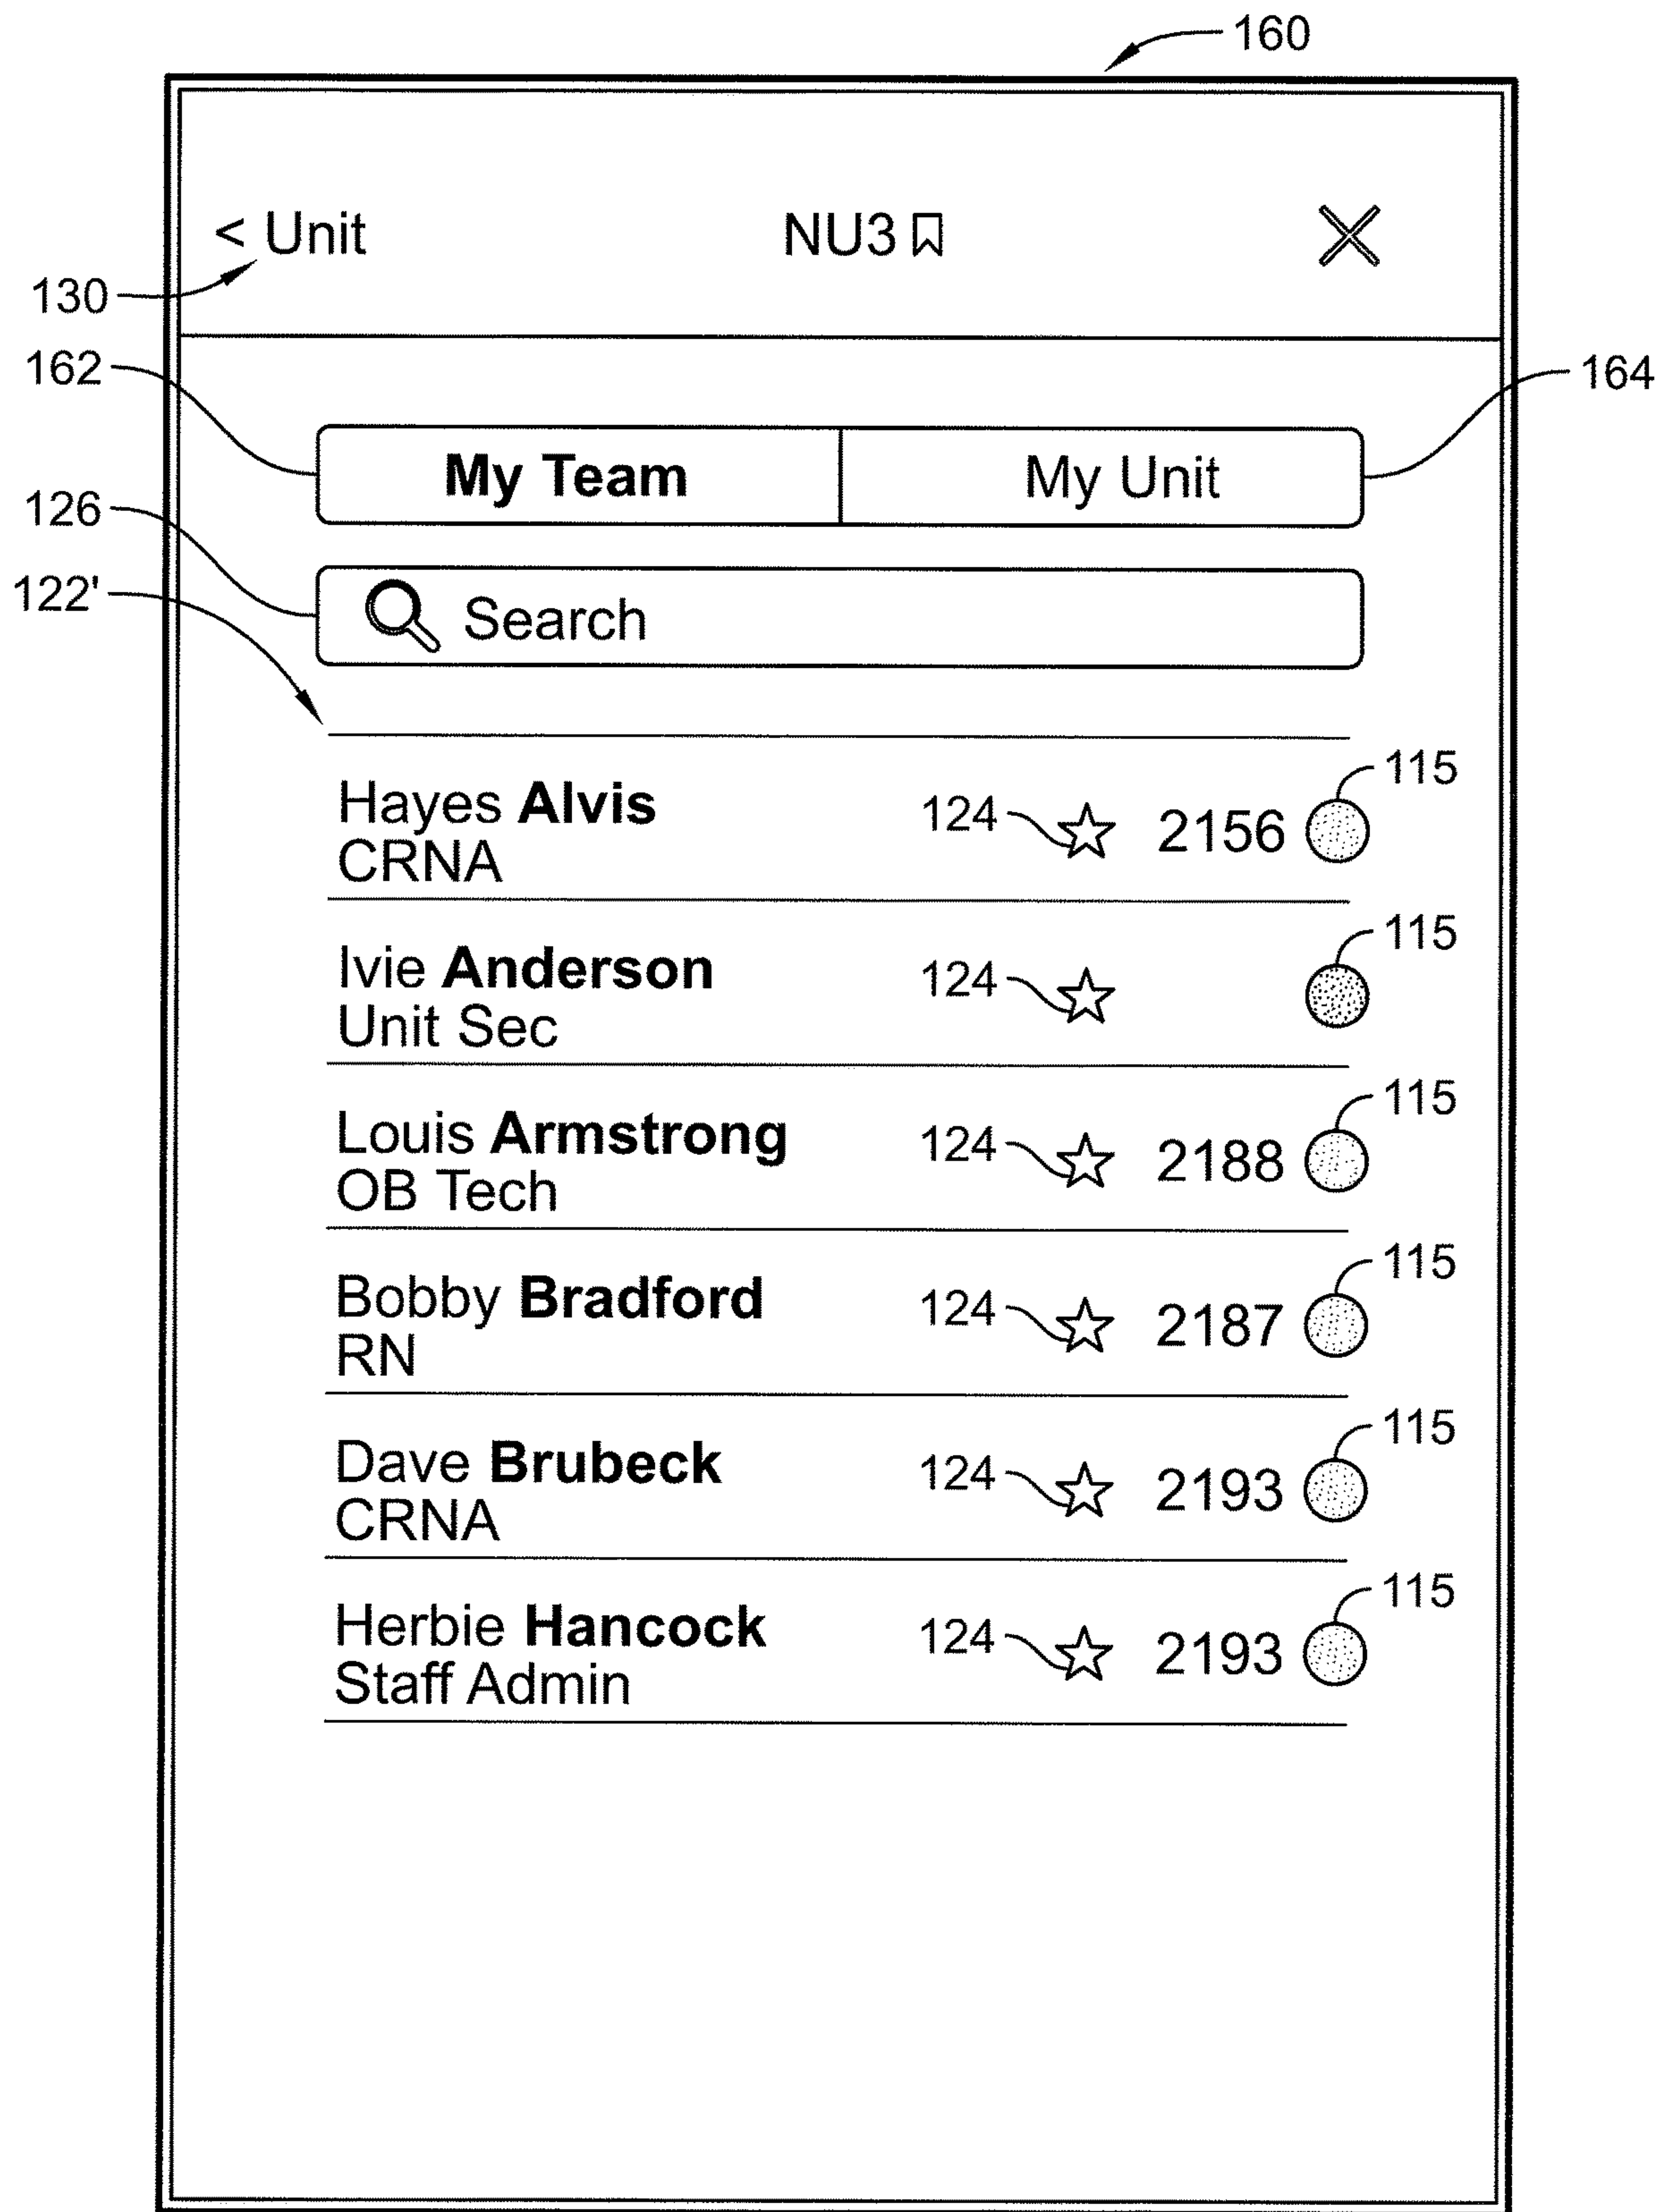 160
< Unit NU3
130
162 164
My Team My Unit
126
122'
Search
115
Hayes Alvis 124 2156
CRNA
115
Ivie Anderson 124
Unit Sec
115
Louis Armstrong 124 2188
OB Tech
115
Bobby Bradford 124 2187
RN
115
Dave Brubeck 124 2193
CRNA
115
Herbie Hancock 124 2193
Staff Admin